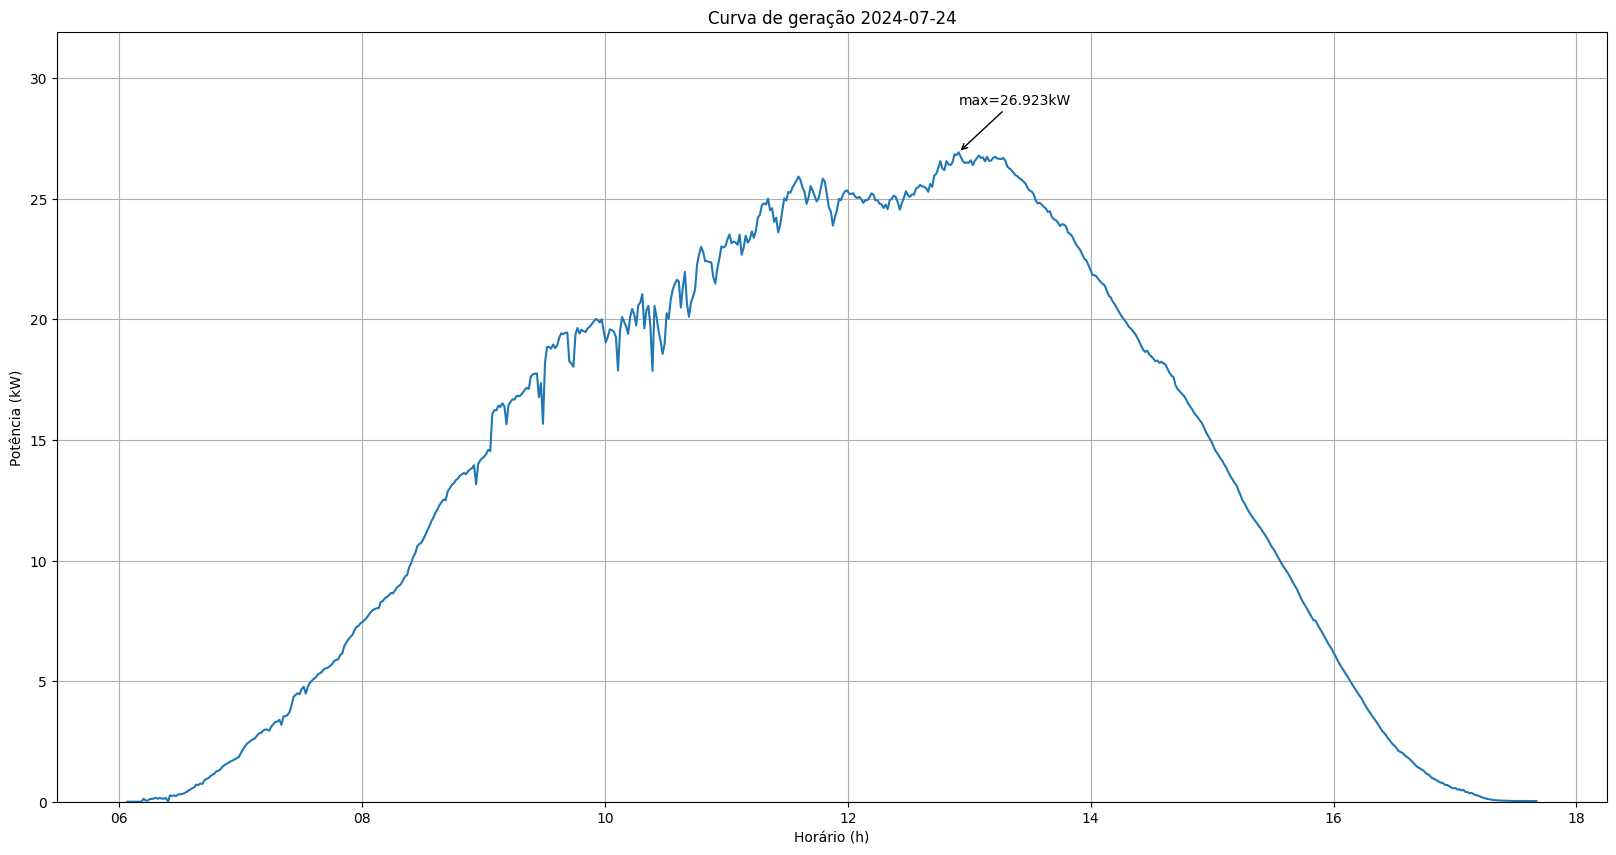 Curva de geração 2024-07-24
30
25
20
15
10
5
0
Potência (kW)
max=26.923kW
06 08 10 12 14 16 18
Horário (h)